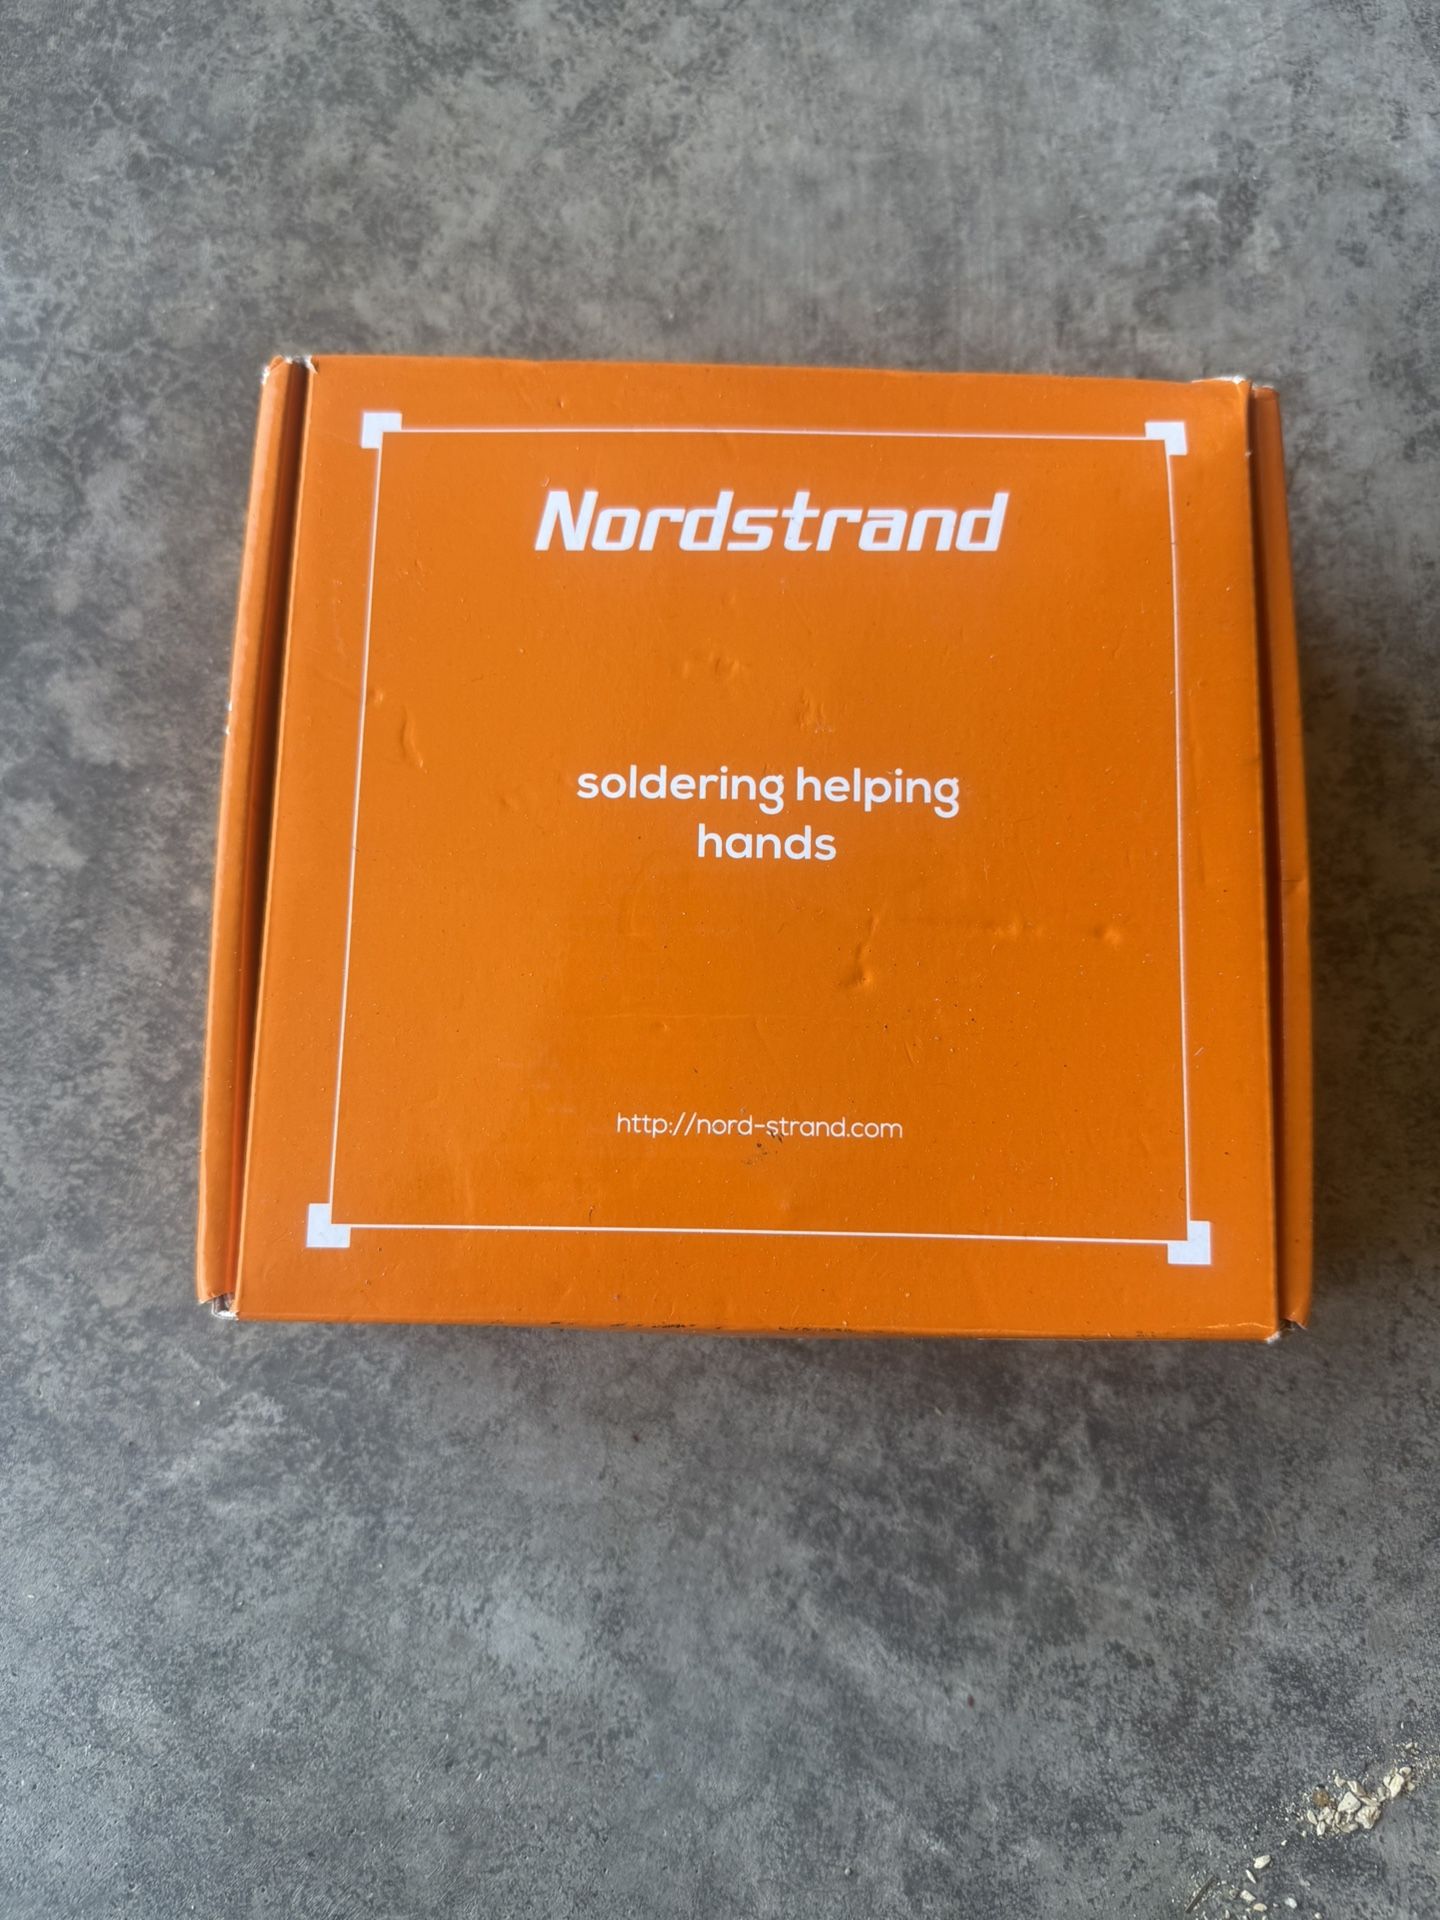 Nordstrand
soldering helping
hands
http://nord-strand.com